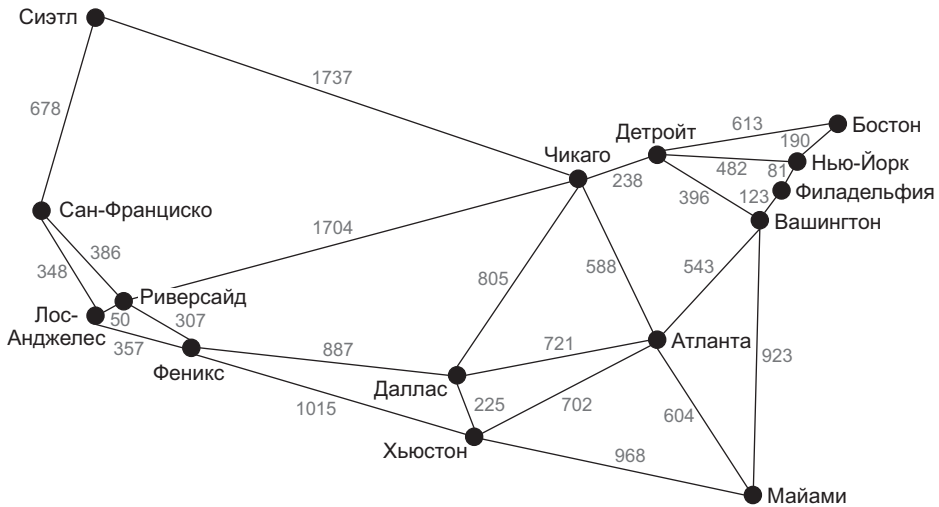 Сиэтл
1737
678
613
Бостон
Детройт
190
Чикаго
482
Нью-Йорк
238
81
Филадельфия
396
123
Вашингтон
Сан-Франциско
1704
386
348
805
588
543
Риверсайд
Лос-
Анджелес
50
307
357
Феникс
887
721
Атланта
923
Даллас
1015
225
702
604
Хьюстон
968
Майами